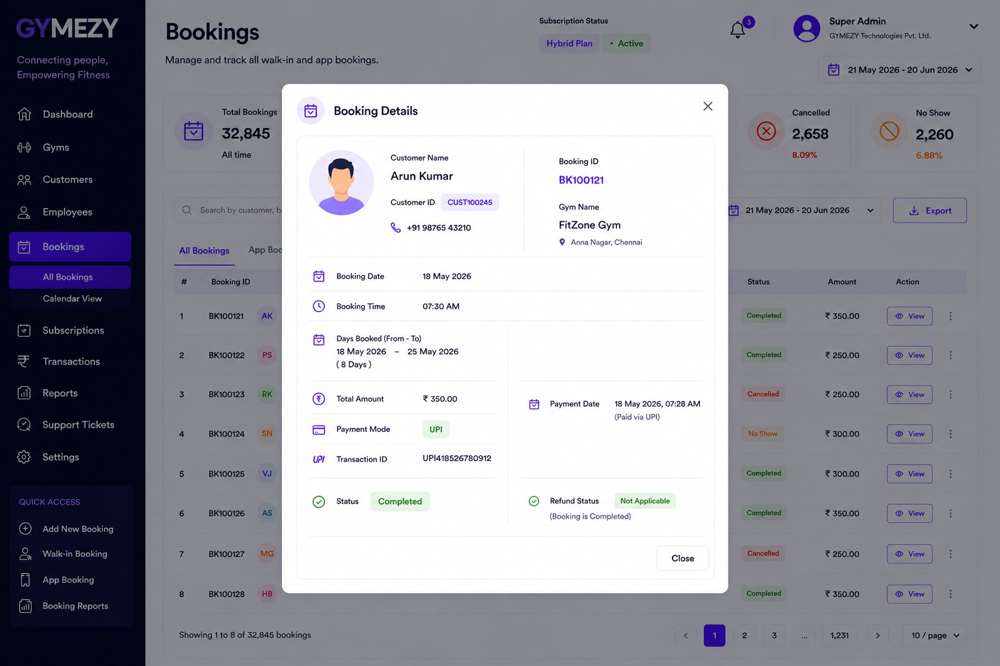 GYMEZY
Connecting people,
Empowering Fitness
Dashboard
Gyms
Customers
Employees
Bookings
All Bookings
Calendar View
Subscriptions
Transactions
Reports
Support Tickets
Settings
QUICK ACCESS
Add New Booking
Walk-in Booking
App Booking
Booking Reports
Bookings
Manage and track all walk-in and app bookings.
Subscription Status
Hybrid Plan • Active
3
Super Admin
GYMEZY Technologies Pvt. Ltd.
21 May 2026 - 20 Jun 2026
Total Bookings
32,845
All time
Cancelled
2,658
8.09%
No Show
2,260
6.88%
Search by customer, b
21 May 2026 - 20 Jun 2026
Export
All Bookings App Boo
# Booking ID Status Amount Action
1 BK100121 AK Completed ₹ 350.00 View
2 BK100122 PS Completed ₹ 250.00 View
3 BK100123 RK Cancelled ₹ 250.00 View
4 BK100124 SN No Show ₹ 300.00 View
5 BK100125 VJ Completed ₹ 300.00 View
6 BK100126 AS Completed ₹ 350.00 View
7 BK100127 MG Cancelled ₹ 250.00 View
8 BK100128 HB Completed ₹ 350.00 View
Showing 1 to 8 of 32,845 bookings
< 1 2 3 ... 1,231 > 10 / page
Booking Details
Customer Name
Arun Kumar
Customer ID CUST100245
+91 98765 43210
Booking ID
BK100121
Gym Name
FitZone Gym
Anna Nagar, Chennai
Booking Date 18 May 2026
Booking Time 07:30 AM
Days Booked (From - To)
18 May 2026 – 25 May 2026
( 8 Days )
Total Amount ₹ 350.00
Payment Mode UPI
UPI Transaction ID UPI418526780912
Payment Date 18 May 2026, 07:28 AM
(Paid via UPI)
Status Completed
Refund Status Not Applicable
(Booking is Completed)
Close